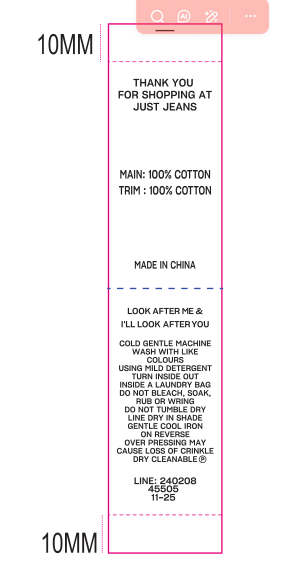 10MM
THANK YOU
FOR SHOPPING AT
JUST JEANS
MAIN: 100% COTTON
TRIM : 100% COTTON
MADE IN CHINA
LOOK AFTER ME &
I'LL LOOK AFTER YOU
COLD GENTLE MACHINE
WASH WITH LIKE
COLOURS
USING MILD DETERGENT
TURN INSIDE OUT
INSIDE A LAUNDRY BAG
DO NOT BLEACH, SOAK,
RUB OR WRING
DO NOT TUMBLE DRY
LINE DRY IN SHADE
GENTLE COOL IRON
ON REVERSE
OVER PRESSING MAY
CAUSE LOSS OF CRINKLE
DRY CLEANABLE Ⓟ
LINE: 240208
45505
11-25
10MM